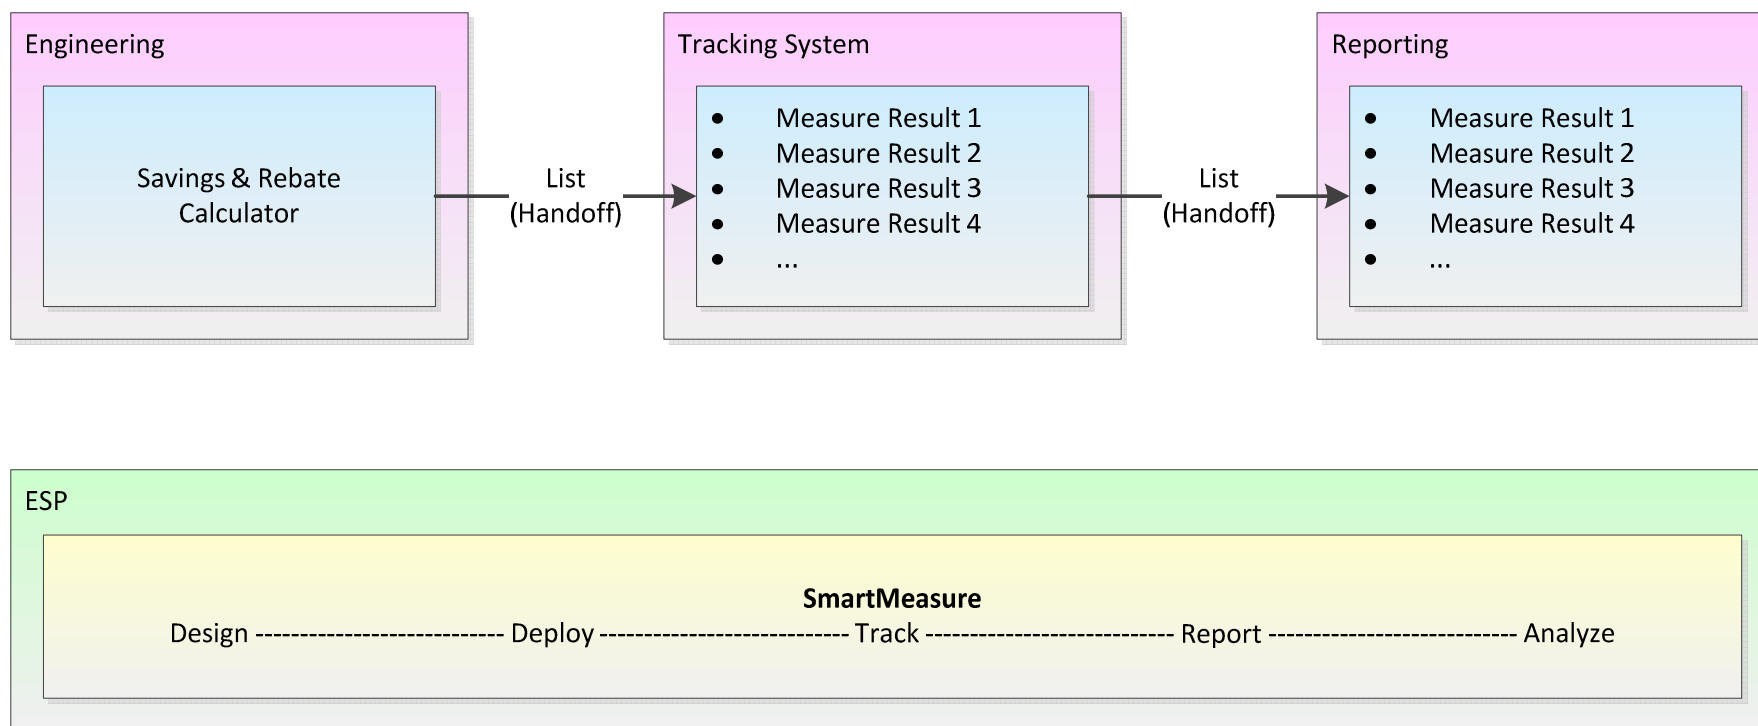 Engineering
Savings & Rebate
Calculator
List
(Handoff)
Tracking System
• Measure Result 1
• Measure Result 2
• Measure Result 3
• Measure Result 4
• ...
List
(Handoff)
Reporting
• Measure Result 1
• Measure Result 2
• Measure Result 3
• Measure Result 4
• ...
ESP
SmartMeasure
Design ---------------------------- Deploy ---------------------------- Track ---------------------------- Report ---------------------------- Analyze